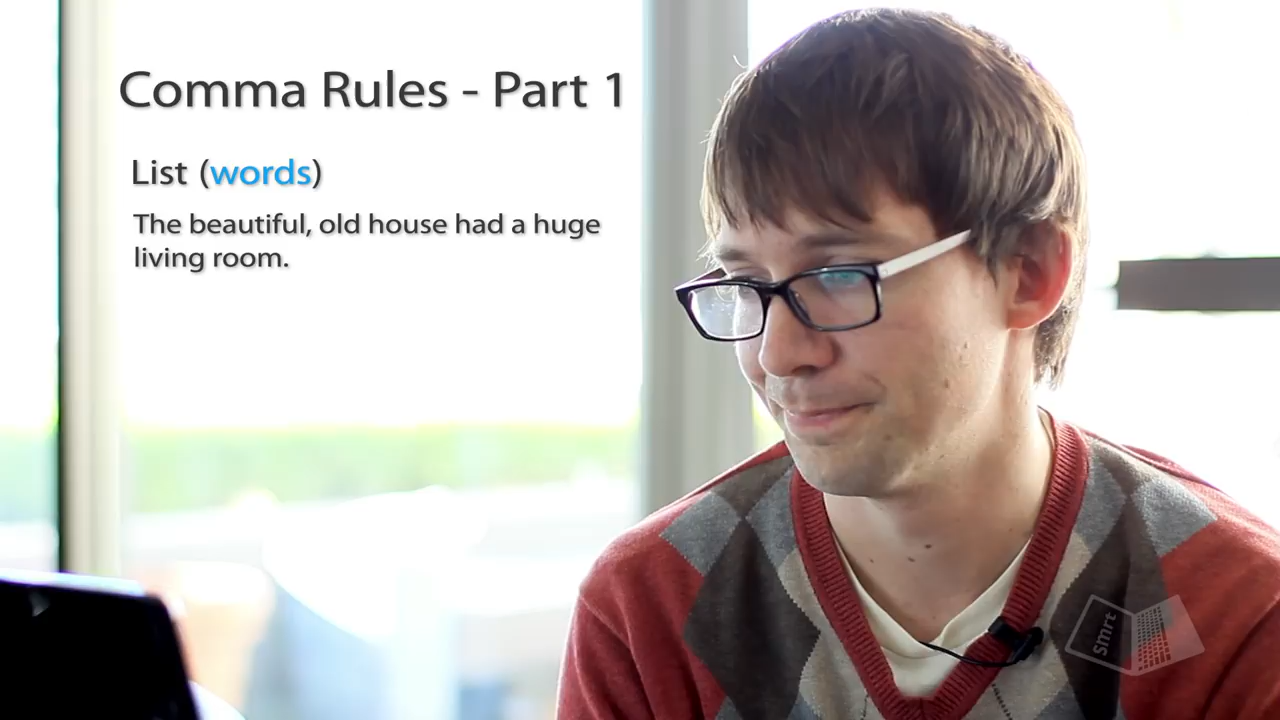 Comma Rules - Part 1
List (words)
The beautiful, old house had a huge
living room.
smrt